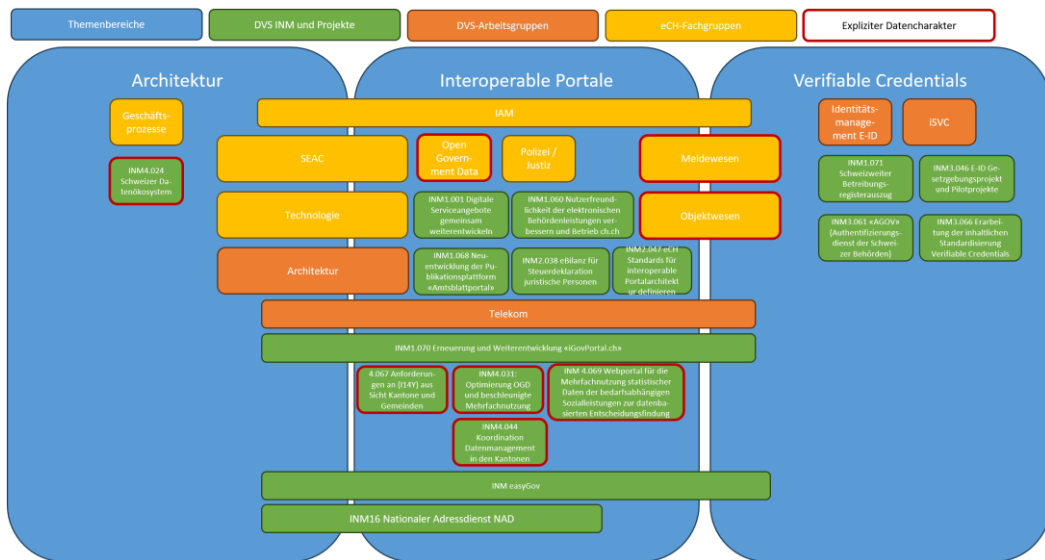 Themenbereiche
DVS INM und Projekte
DVS-Arbeitsgruppen
eCH-Fachgruppen
Expliziter Datencharakter
Architektur
Interoperable Portale
Verifiable Credentials
IAM
Geschäfts-
prozesse
INM4.024
Schweizer Da-
tenökosystem
SEAC
Open
Govern-
ment Data
Polizei /
Justiz
Meldewesen
Technologie
INM1.001 Digitale
Serviceangebote
gemeinsam
weiterentwickeln
INM1.060 Nutzerfreund-
lichkeit der elektronischen
Behördenleistungen ver-
bessern und Betrieb ch.ch
Objektwesen
Architektur
INM1.068 Neu-
entwicklung der Pu-
blikationsplattform
«Amtsblattportal»
INM2.038 eBilanz für
Steuerdeklaration
juristische Personen
INM2.047 eCH
Standards für
interoperable
Portalarchitekt
ur definieren
Identitäts-
manage-
ment E-ID
iSVC
INM1.071
Schweizweiter
Betreibungs-
registerauszug
INM3.046 E-ID Ge-
setzgebungsprojekt
und Pilotprojekte
INM3.061 «AGOV»
(Authentifizierungs-
dienst der Schwei-
zer Behörden)
INM3.066 Erarbei-
tung der inhaltlichen
Standardisierung
Verifiable Credentials
Telekom
INM1.070 Erneuerung und Weiterentwicklung «iGovPortal.ch»
4.067 Anforderun-
gen an (I14Y) aus
Sicht Kantone und
Gemeinden
INM4.031:
Optimierung OGD
und beschleunigte
Mehrfachnutzung
INM 4.069 Webportal für die
Mehrfachnutzung statistischer
Daten der bedarfsabhängigen
Sozialleistungen zur datenba-
sierten Entscheidungsfindung
INM4.044
Koordination
Datenmanagement
in den Kantonen
INM easyGov
INM16 Nationaler Adressdienst NAD